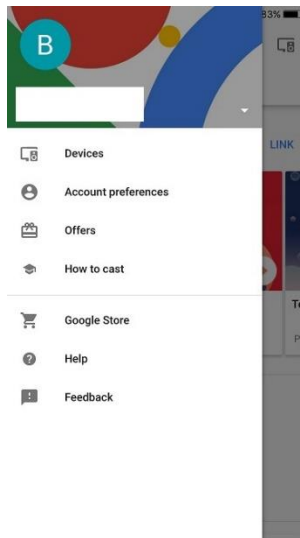 83%
B
LINK
Devices
Account preferences
Offers
How to cast
Google Store
Help
Feedback